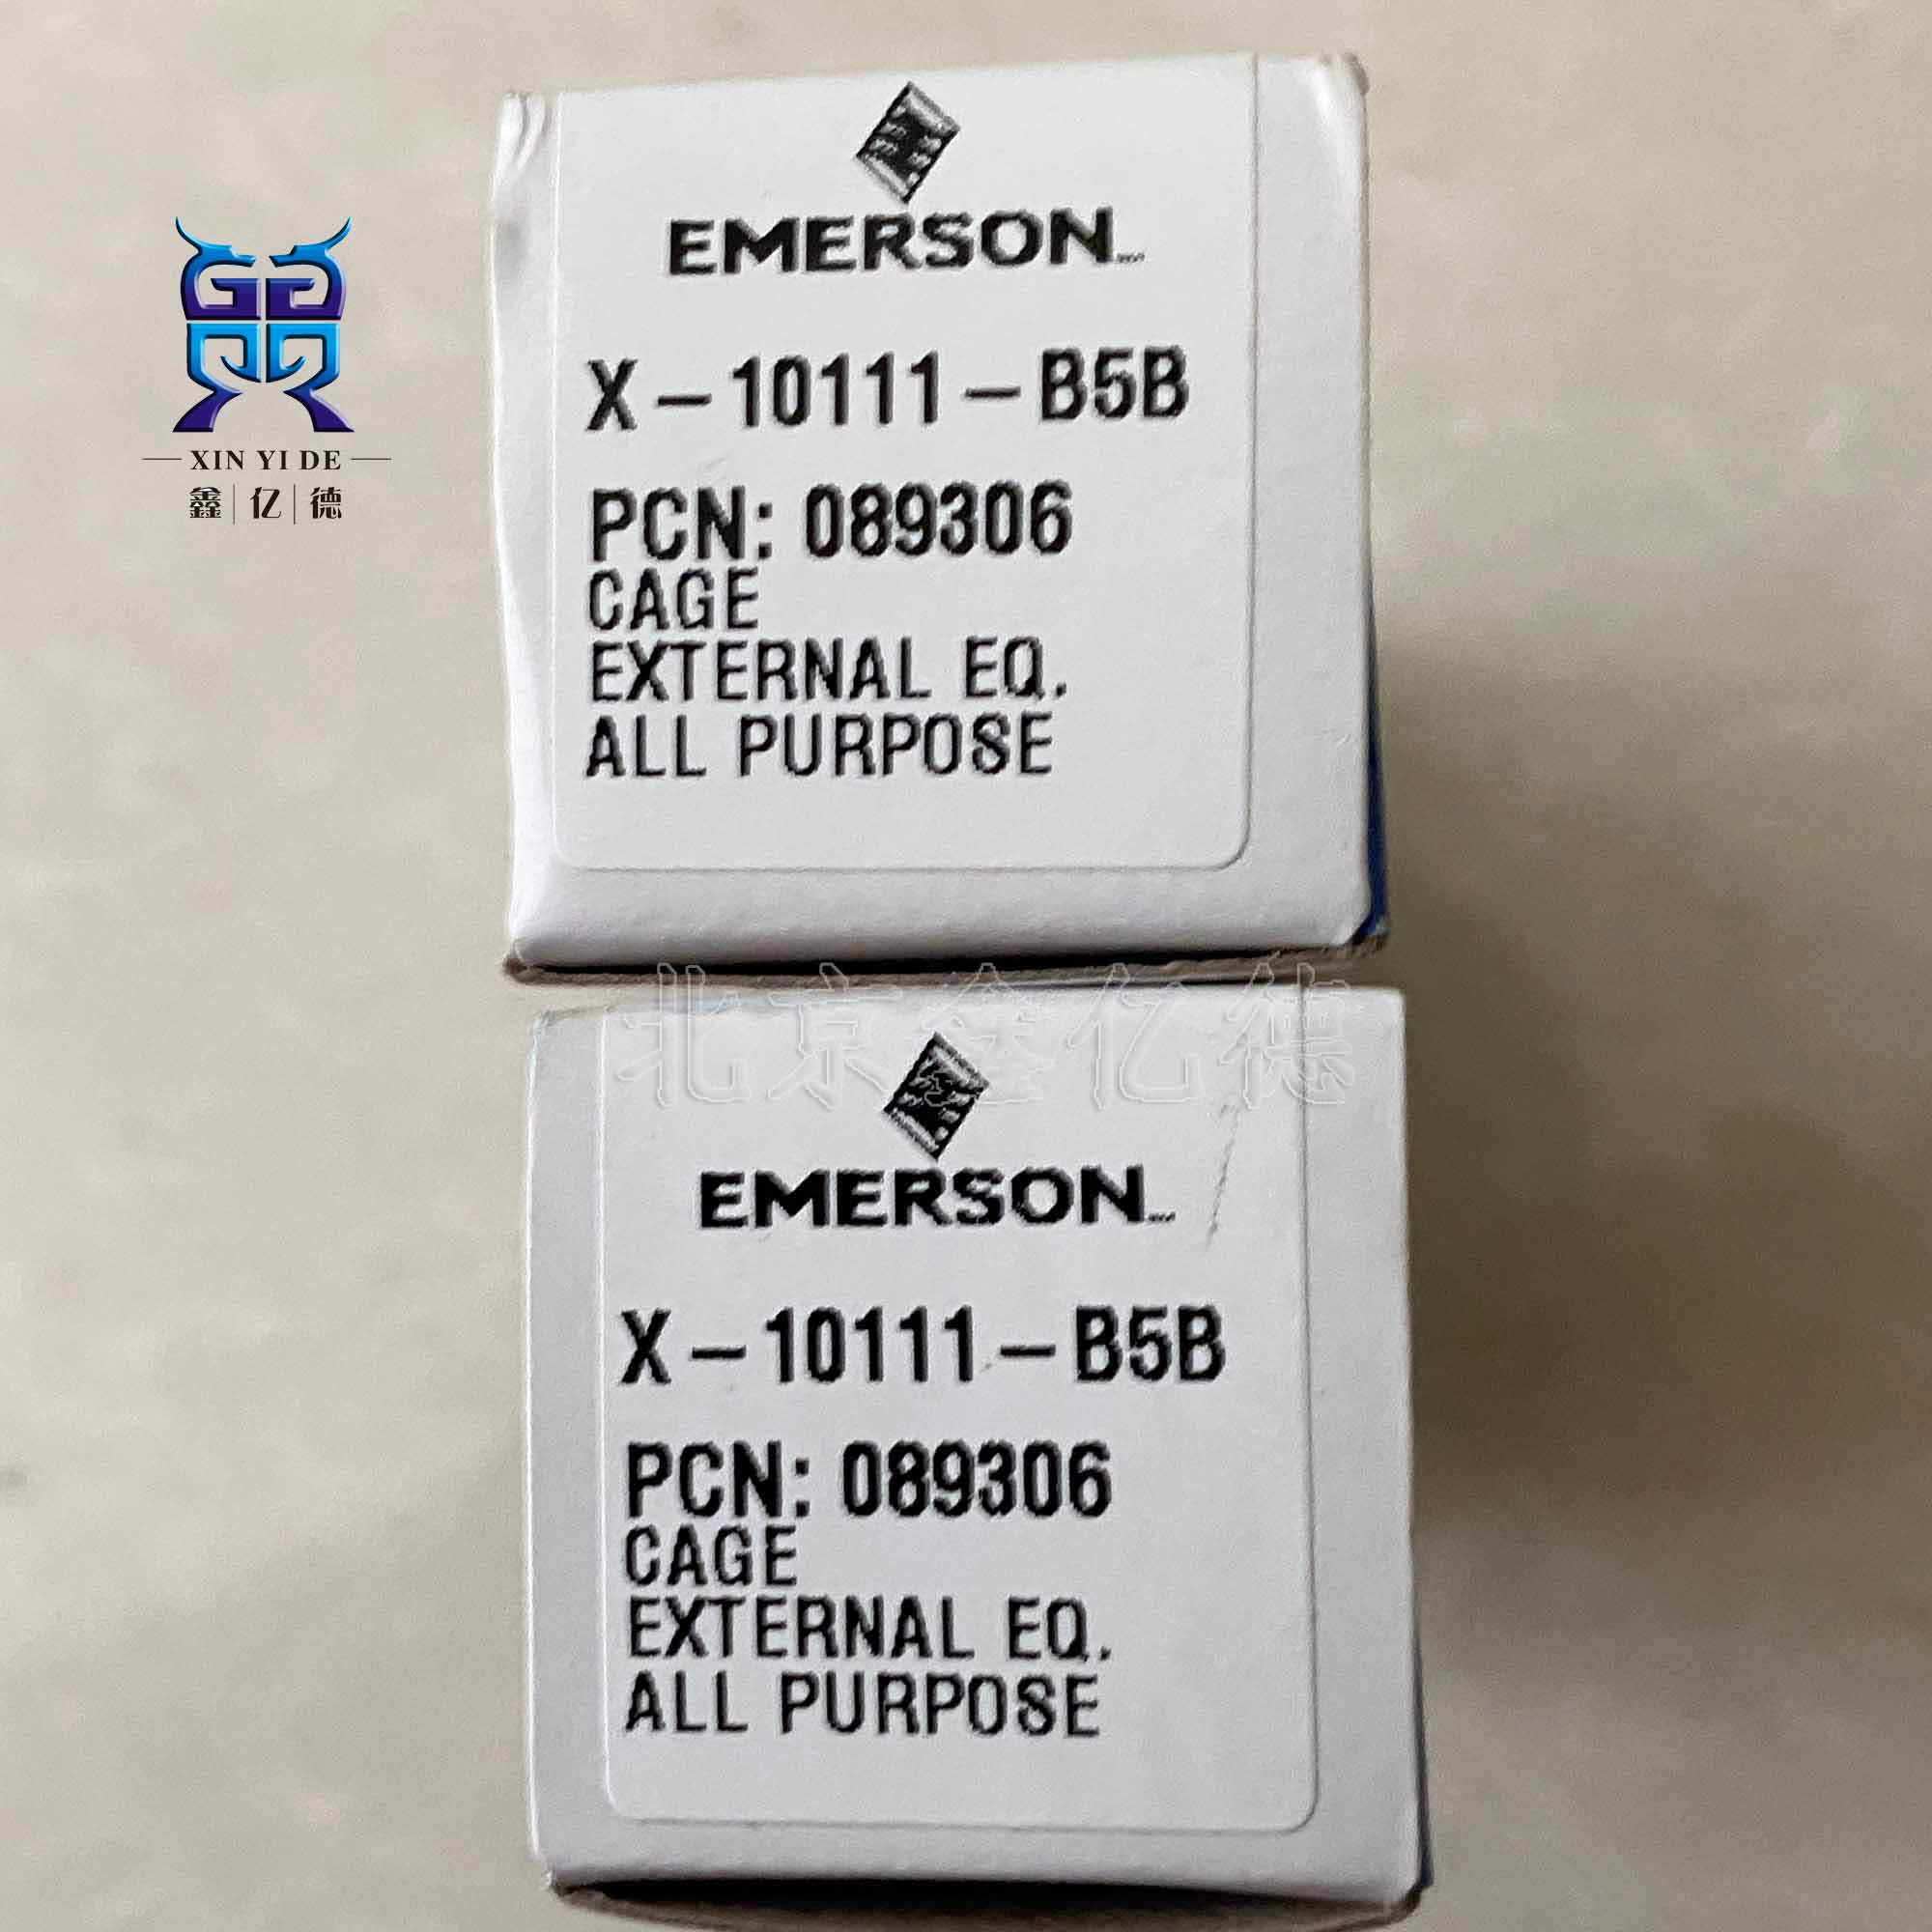 EMERSON
X-10111-B5B
PCN: 089306
CAGE
EXTERNAL EQ.
ALL PURPOSE
XIN YI DE
鑫 亿 德
北京鑫亿德
EMERSON
X-10111-B5B
PCN: 089306
CAGE
EXTERNAL EQ.
ALL PURPOSE